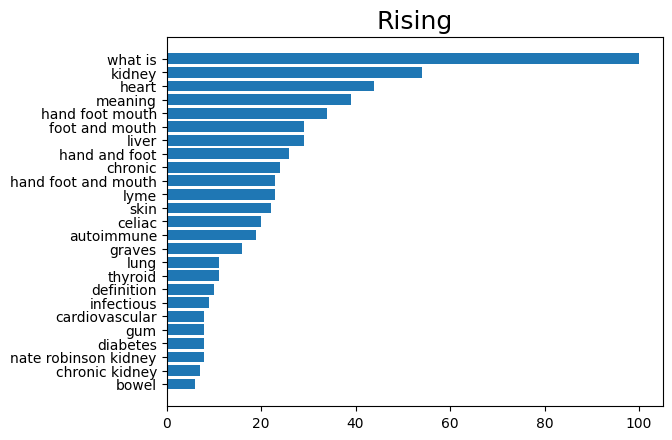 Rising
what is
kidney
heart
meaning
hand foot mouth
foot and mouth
liver
hand and foot
chronic
hand foot and mouth
lyme
skin
celiac
autoimmune
graves
lung
thyroid
definition
infectious
cardiovascular
gum
diabetes
nate robinson kidney
chronic kidney
bowel
0 20 40 60 80 100